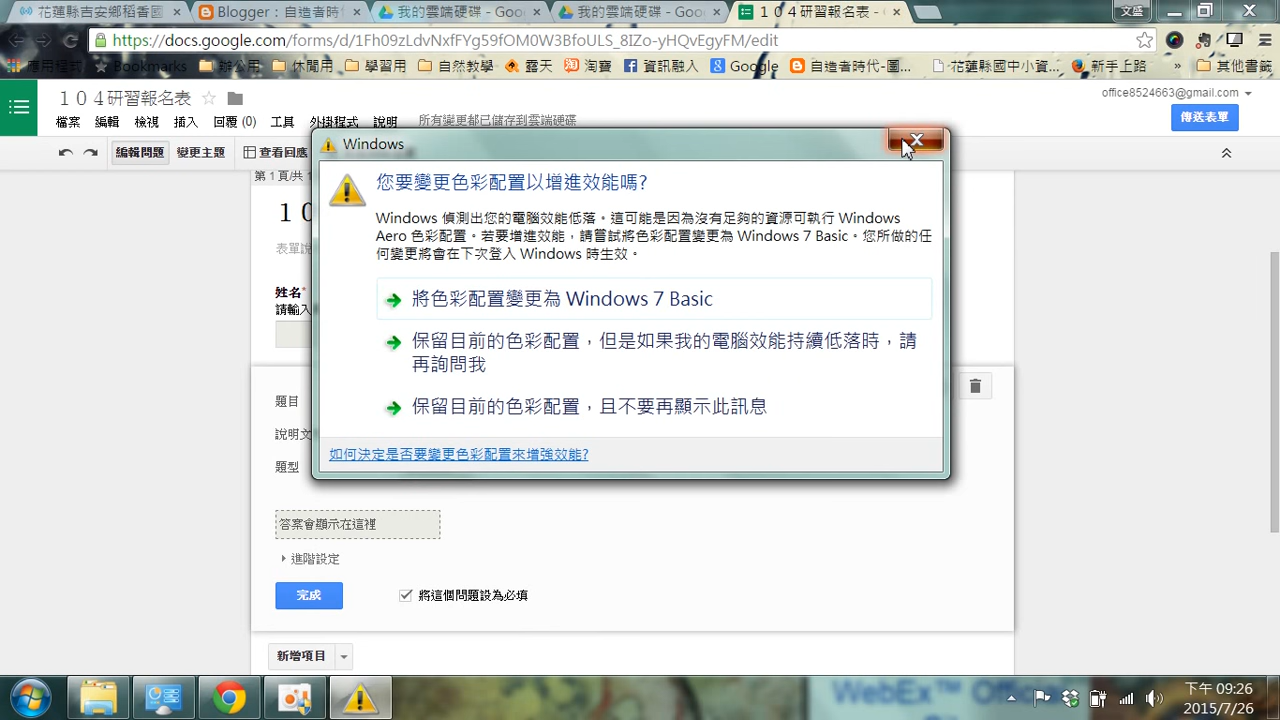 花蓮縣吉安鄉稻香國
Blogger：自造者時
我的雲端硬碟 - Goo
我的雲端硬碟 - Goo
１０４研習報名表 - G
文盛
https://docs.google.com/forms/d/1Fh09zLdvNxfFYg59fOM0W3BfoULS_8IZo-yHQvEgyFM/edit
應用程式
Bookmarks
辦公用
休閒用
學習用
自然教學
露天
淘寶
資訊融入
Google
自造者時代-圖...
花蓮縣國中小資...
新手上路
»
其他書籤
１０４研習報名表
office8524663@gmail.com
檔案 編輯 檢視 插入 回覆 (0) 工具 外掛程式 說明
所有變更都已儲存到雲端硬碟
傳送表單
編輯問題
變更主題
查看回應
第 1 頁/共 1
１０
表單說
姓名*
請輸入
題目
說明文
題型
Windows
您要變更色彩配置以增進效能嗎?
Windows 偵測出您的電腦效能低落。這可能是因為沒有足夠的資源可執行 Windows
Aero 色彩配置。若要增進效能，請嘗試將色彩配置變更為 Windows 7 Basic。您所做的任
何變更將會在下次登入 Windows 時生效。
將色彩配置變更為 Windows 7 Basic
保留目前的色彩配置，但是如果我的電腦效能持續低落時，請
再詢問我
保留目前的色彩配置，且不要再顯示此訊息
如何決定是否要變更色彩配置來增強效能?
答案會顯示在這裡
進階設定
完成
將這個問題設為必填
新增項目
下午 09:26
2015/7/26